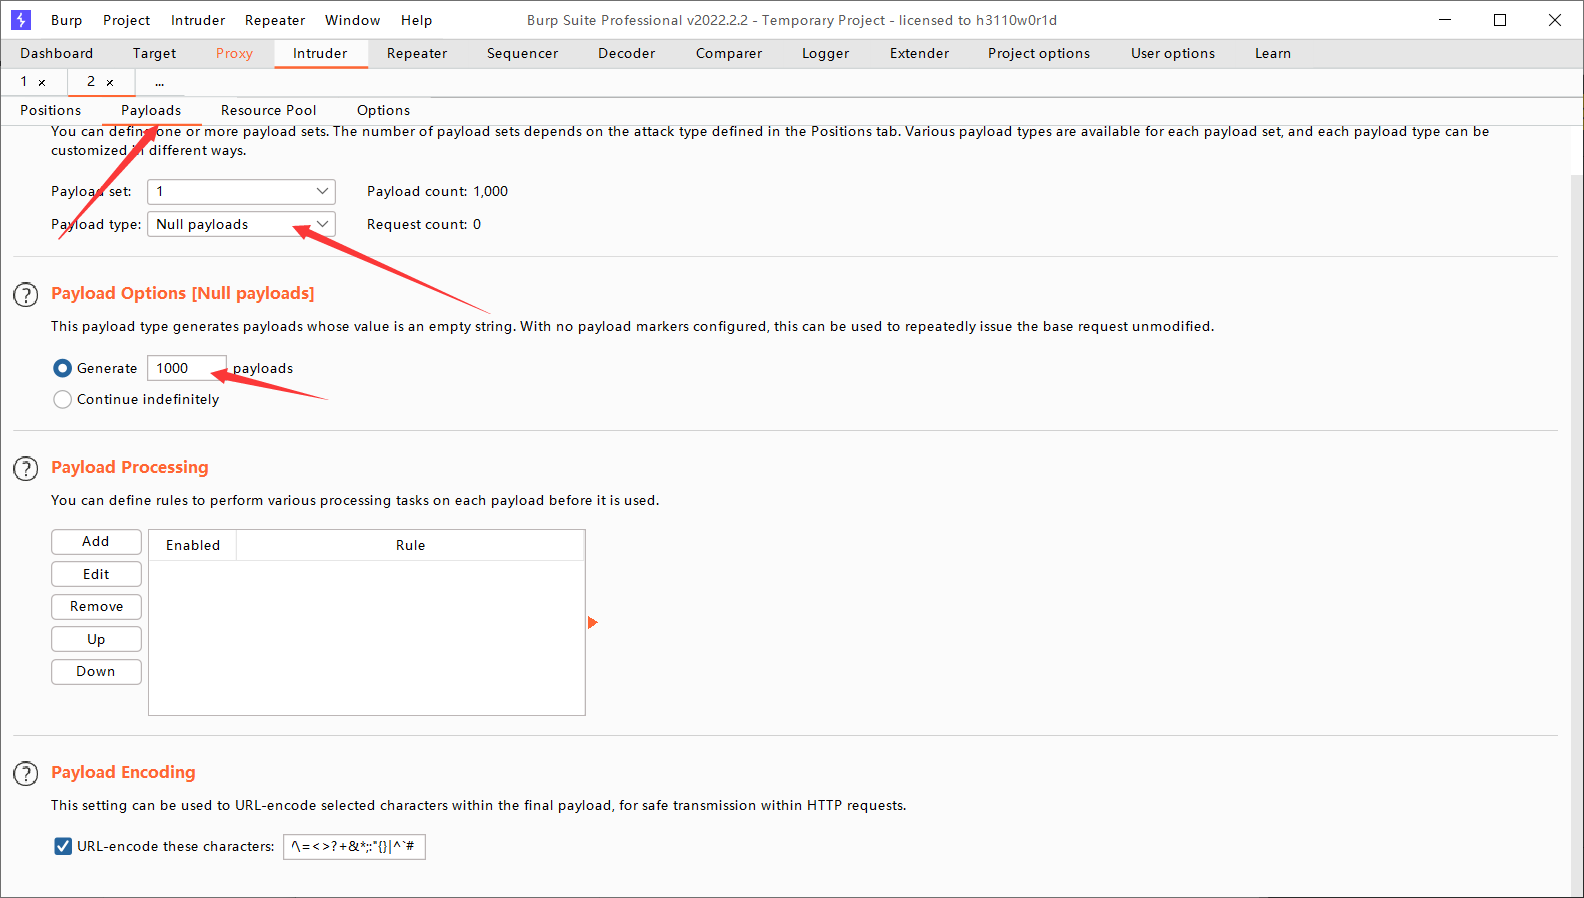 Burp Project Intruder Repeater Window Help Burp Suite Professional v2022.2.2 - Temporary Project - licensed to h3110w0r1d
Dashboard Target Proxy Intruder Repeater Sequencer Decoder Comparer Logger Extender Project options User options Learn
1 × 2 × ...
Positions Payloads Resource Pool Options
You can define one or more payload sets. The number of payload sets depends on the attack type defined in the Positions tab. Various payload types are available for each payload set, and each payload type can be
customized in different ways.
Payload set: 1 Payload count: 1,000
Payload type: Null payloads Request count: 0
? Payload Options [Null payloads]
This payload type generates payloads whose value is an empty string. With no payload markers configured, this can be used to repeatedly issue the base request unmodified.
Generate 1000 payloads
Continue indefinitely
? Payload Processing
You can define rules to perform various processing tasks on each payload before it is used.
Add Enabled Rule
Edit
Remove
Up
Down
? Payload Encoding
This setting can be used to URL-encode selected characters within the final payload, for safe transmission within HTTP requests.
URL-encode these characters: /\=<>?+&*;:"{}|^`#